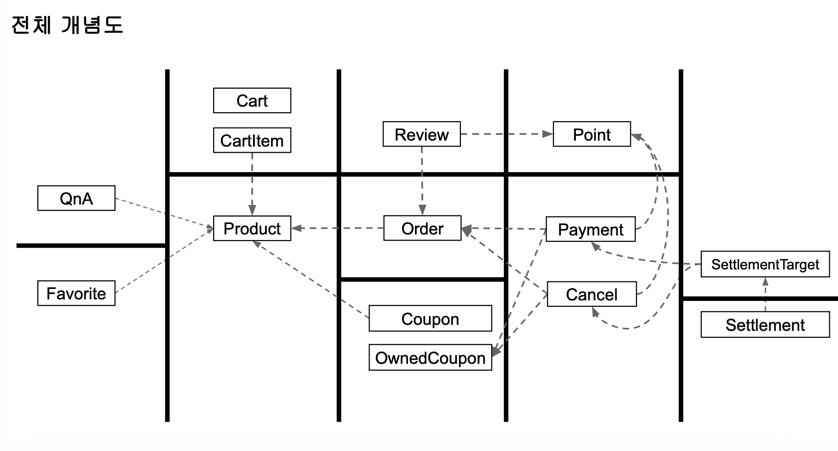 전체 개념도
Cart
CartItem
Review
Point
QnA
Product
Order
Payment
SettlementTarget
Favorite
Cancel
Coupon
Settlement
OwnedCoupon